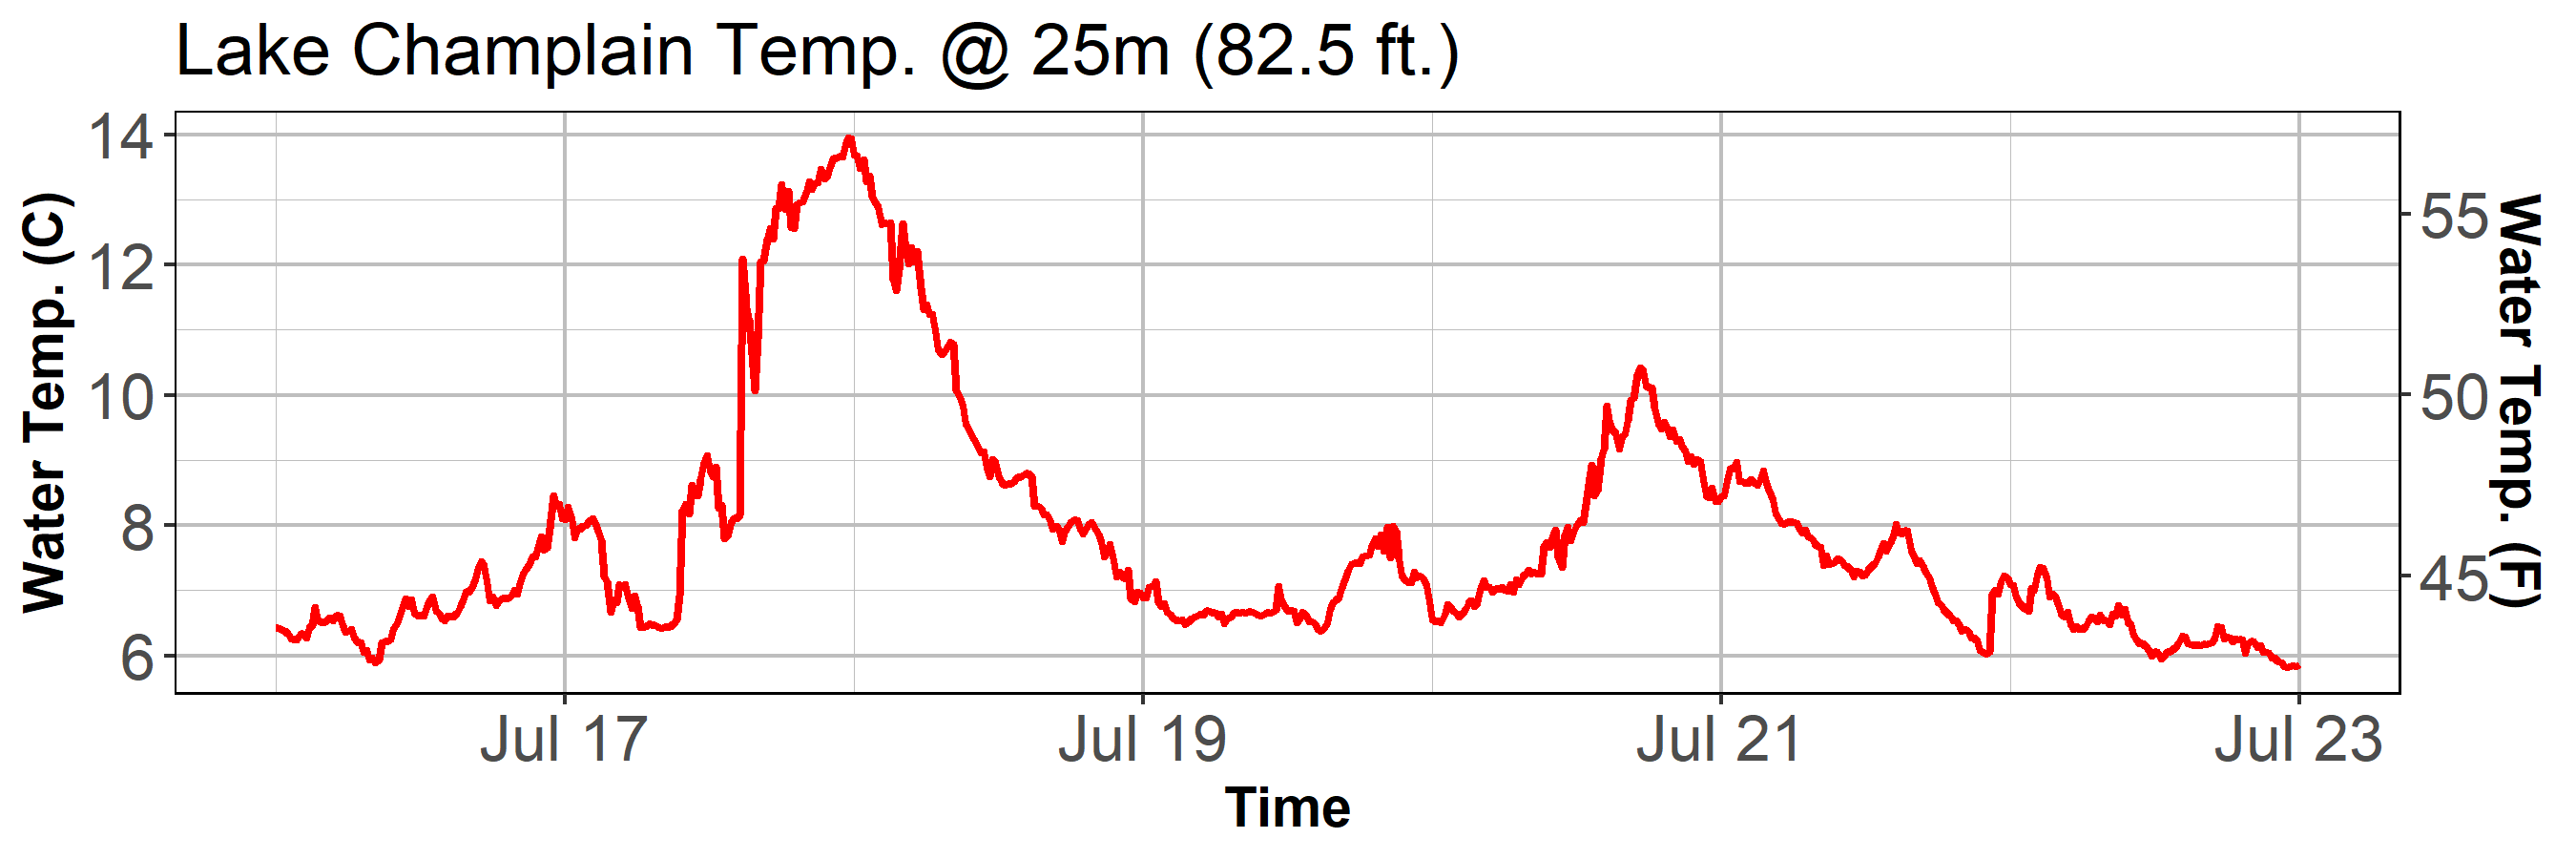 Lake Champlain Temp. @ 25m (82.5 ft.)
Water Temp. (C)
14
12
10
8
6
55
50
45
Water Temp. (F)
Jul 17
Jul 19
Jul 21
Jul 23
Time